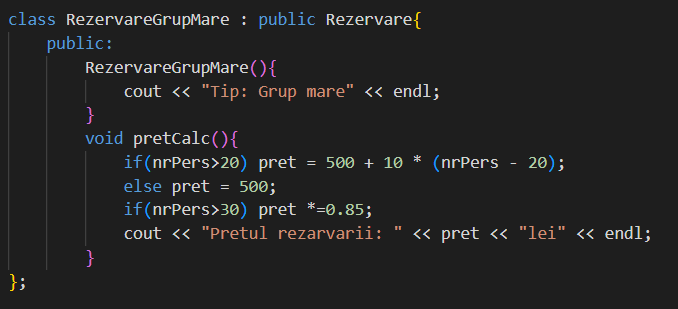 class RezervareGrupMare : public Rezervare{
    public:
        RezervareGrupMare(){
            cout << "Tip: Grup mare" << endl;
        }
        void pretCalc(){
            if(nrPers>20) pret = 500 + 10 * (nrPers - 20);
            else pret = 500;
            if(nrPers>30) pret *=0.85;
            cout << "Pretul rezarvarii: " << pret << "lei" << endl;
        }
};